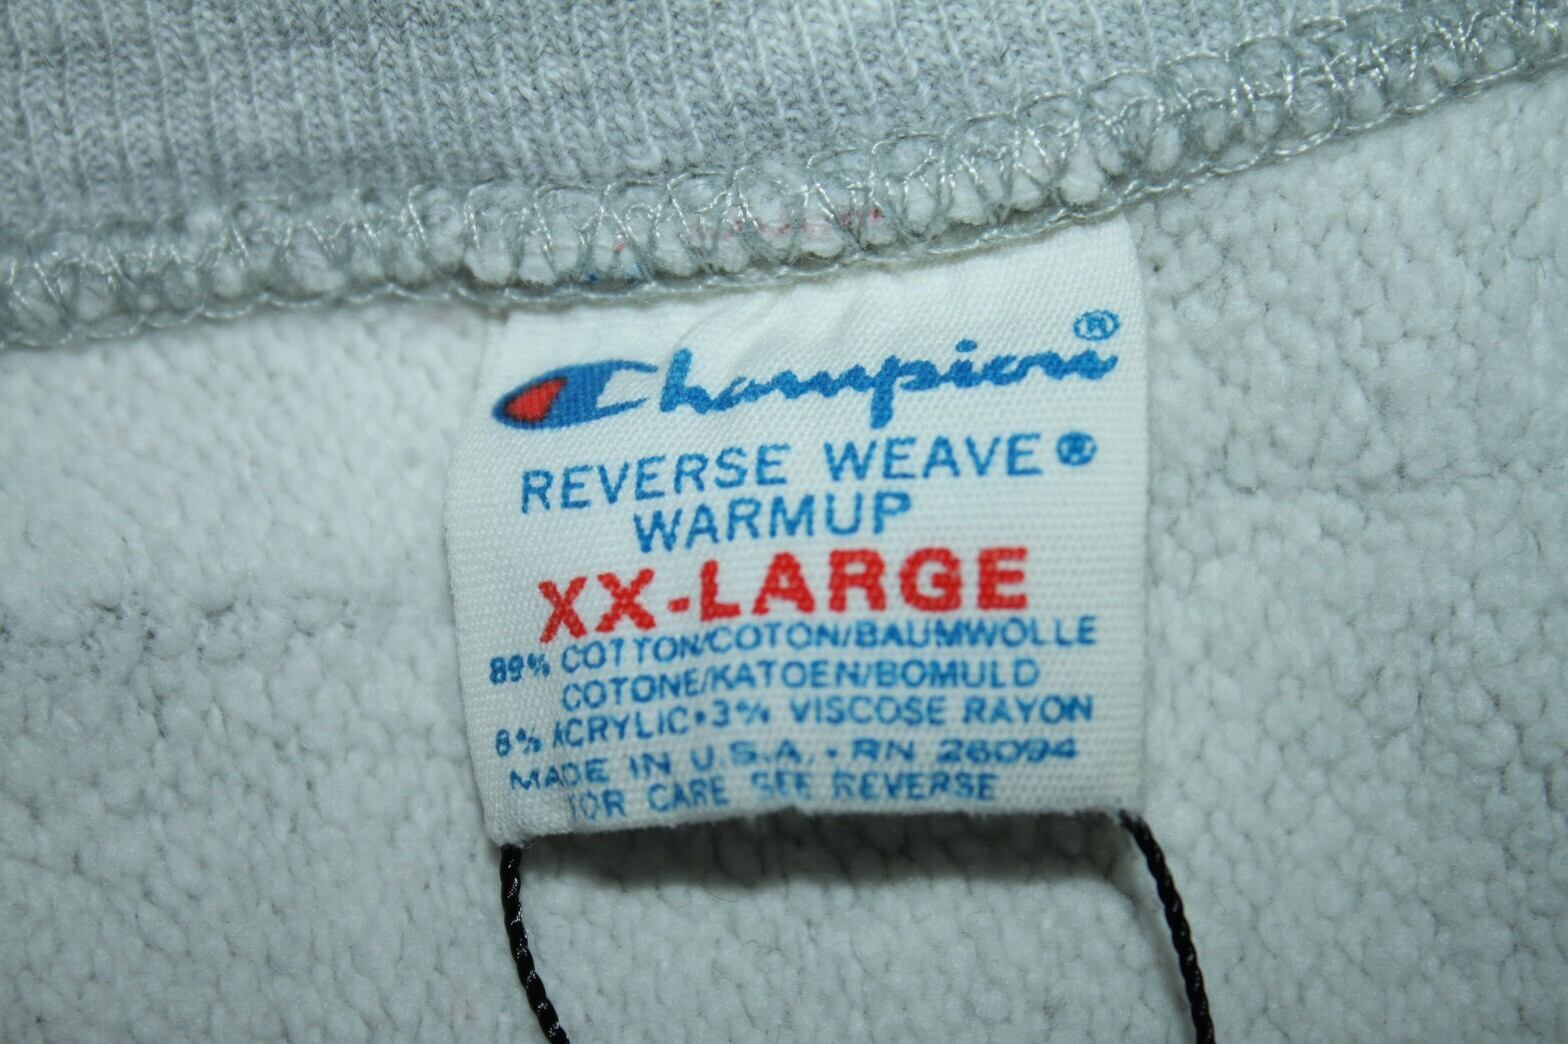 Champion®
REVERSE WEAVE®
WARMUP
XX-LARGE
89% COTTON/COTON/BAUMWOLLE
COTONE/KATOEN/BOMULD
8% ACRYLIC•3% VISCOSE RAYON
MADE IN U.S.A. • RN 26094
FOR CARE SEE REVERSE